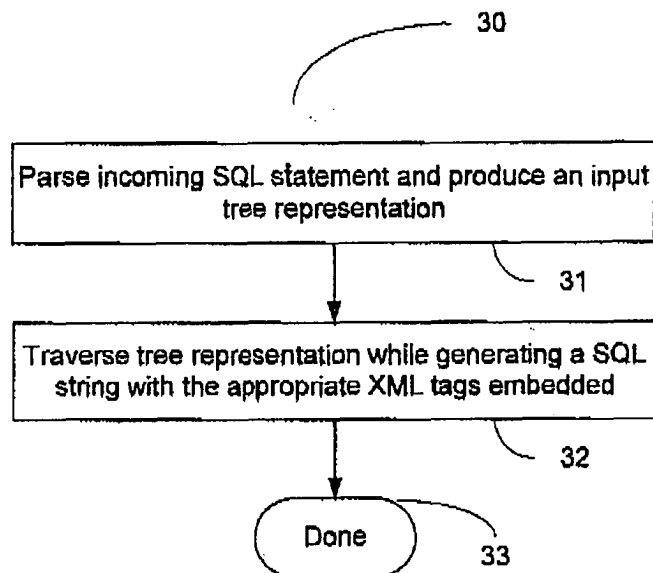 30
Parse incoming SQL statement and produce an input
tree representation
31
Traverse tree representation while generating a SQL
string with the appropriate XML tags embedded
32
Done
33